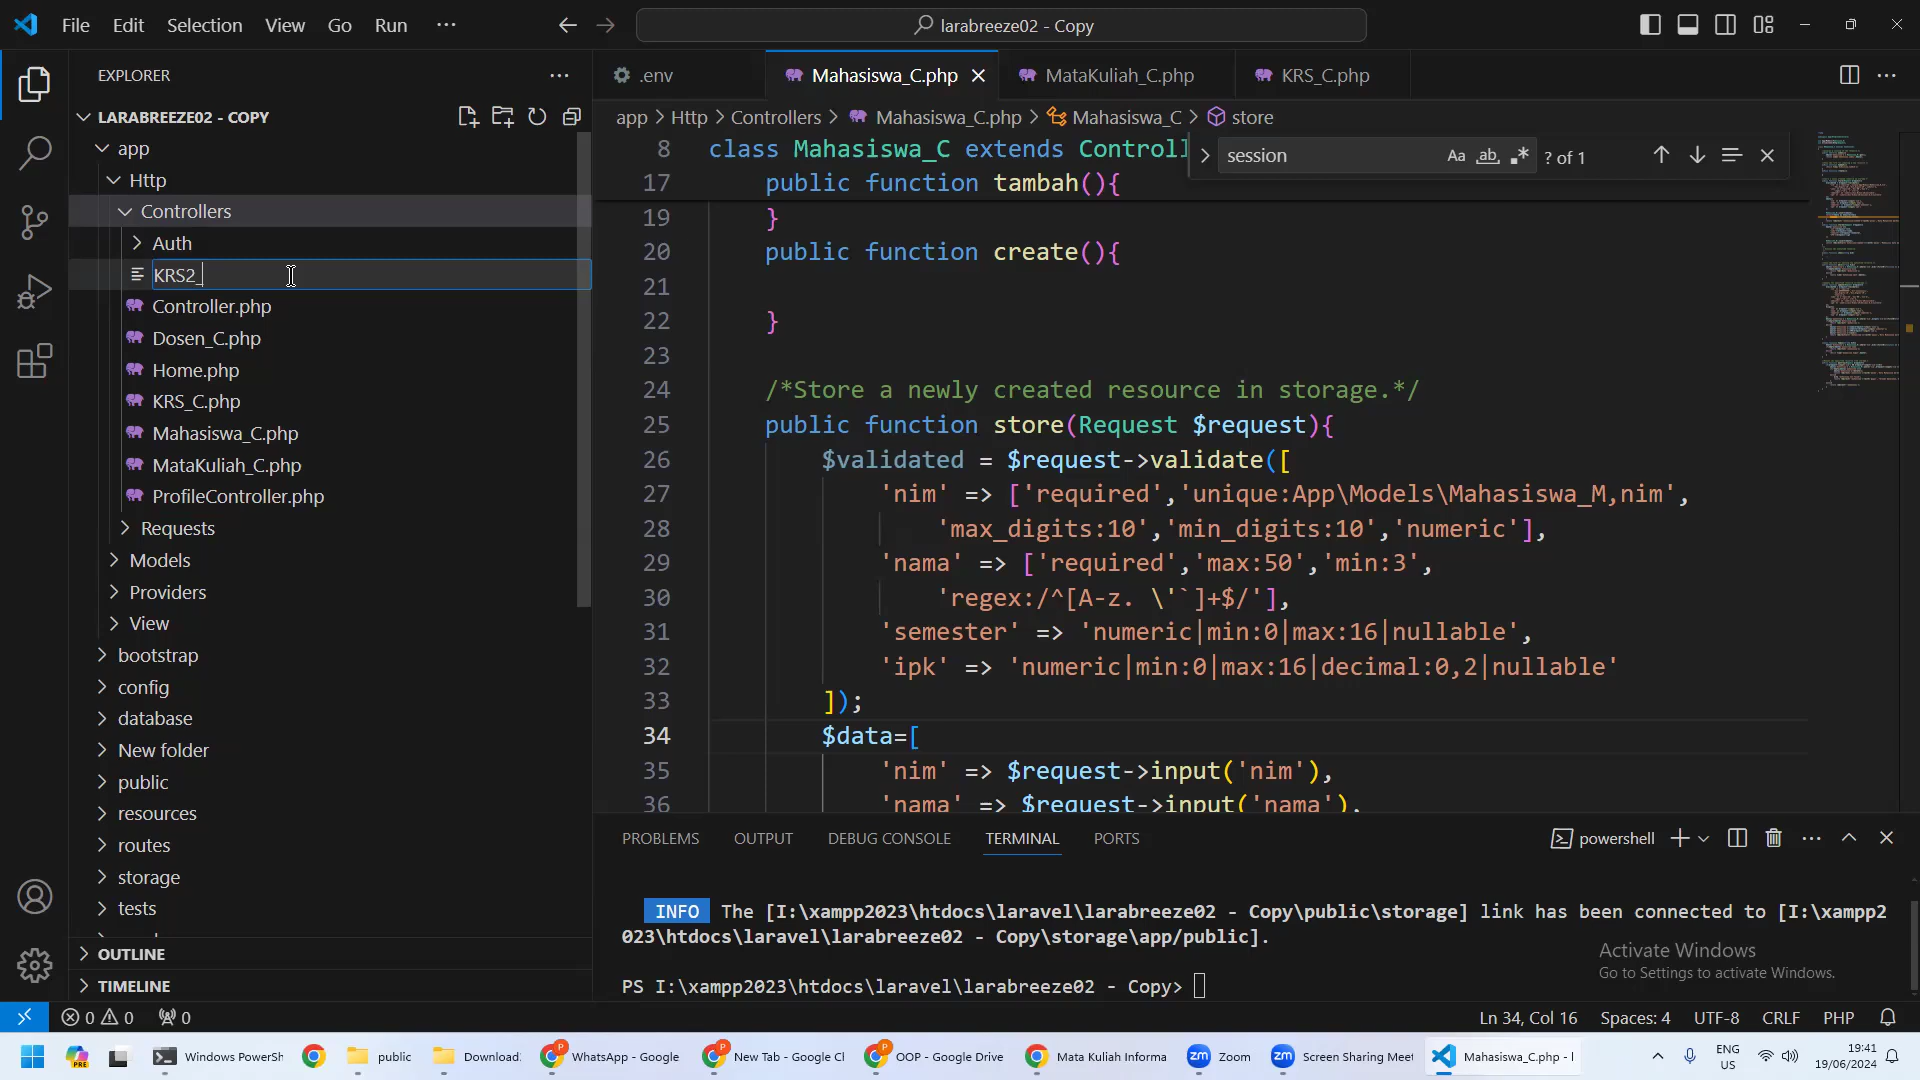 File Edit Selection View Go Run ··· larabreeze02 - Copy
EXPLORER
LARABREEZE02 - COPY
app
Http
Controllers
Auth
KRS2_
Controller.php
Dosen_C.php
Home.php
KRS_C.php
Mahasiswa_C.php
MataKuliah_C.php
ProfileController.php
Requests
Models
Providers
View
bootstrap
config
database
New folder
public
resources
routes
storage
tests
OUTLINE
TIMELINE
.env Mahasiswa_C.php MataKuliah_C.php KRS_C.php
app > Http > Controllers > Mahasiswa_C.php > Mahasiswa_C > store
session Aa ab ? of 1
8 class Mahasiswa_C extends Controll
17 public function tambah(){
19 }
20 public function create(){
21
22 }
23
24 /*Store a newly created resource in storage.*/
25 public function store(Request $request){
26 $validated = $request->validate([
27 'nim' => ['required','unique:App\Models\Mahasiswa_M,nim',
28 'max_digits:10','min_digits:10','numeric'],
29 'nama' => ['required','max:50','min:3',
30 'regex:/^[A-z. \'`]+$/'],
31 'semester' => 'numeric|min:0|max:16|nullable',
32 'ipk' => 'numeric|min:0|max:16|decimal:0,2|nullable'
33 ]);
34 $data=[
35 'nim' => $request->input('nim'),
36 'nama' => $request->input('nama'),
PROBLEMS OUTPUT DEBUG CONSOLE TERMINAL PORTS powershell
INFO The [I:\xampp2023\htdocs\laravel\larabreeze02 - Copy\public\storage] link has been connected to [I:\xampp2
023\htdocs\laravel\larabreeze02 - Copy\storage\app/public].
PS I:\xampp2023\htdocs\laravel\larabreeze02 - Copy>
Activate Windows
Go to Settings to activate Windows.
0 0 0 Ln 34, Col 16 Spaces: 4 UTF-8 CRLF PHP
Windows PowerSh public Download WhatsApp - Google New Tab - Google Cl OOP - Google Drive Mata Kuliah Informa Zoom Screen Sharing Meet Mahasiswa_C.php - l
ENG
US
19:41
19/06/2024